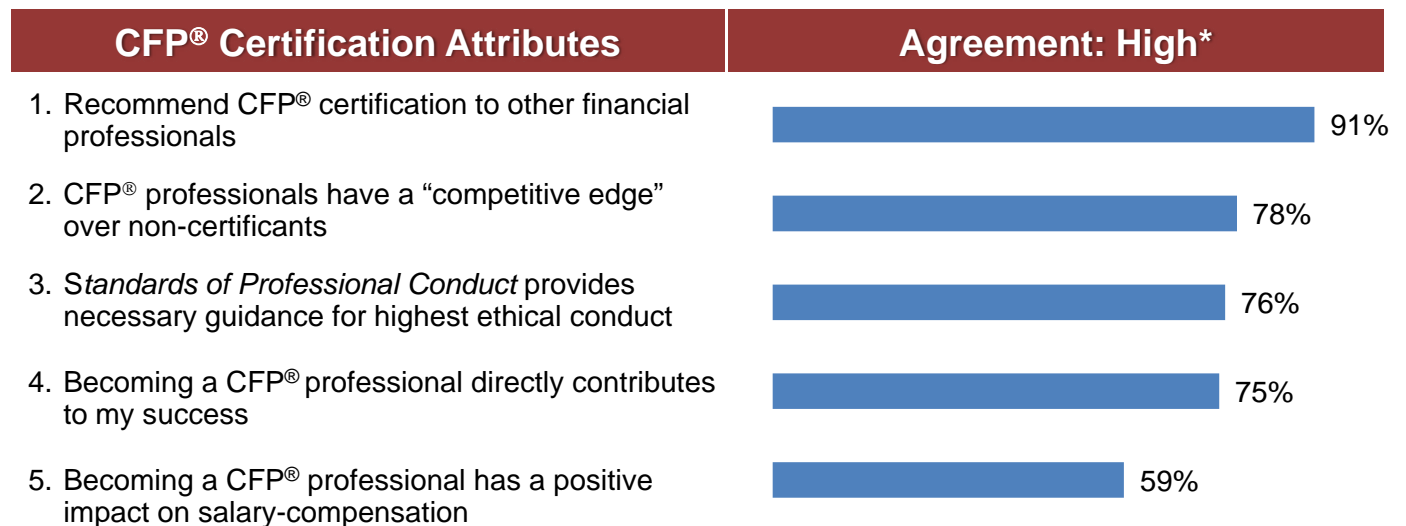 CFP® Certification Attributes Agreement: High*
1. Recommend CFP® certification to other financial
professionals
91%
2. CFP® professionals have a “competitive edge”
over non-certificants
78%
3. Standards of Professional Conduct provides
necessary guidance for highest ethical conduct
76%
4. Becoming a CFP® professional directly contributes
to my success
75%
5. Becoming a CFP® professional has a positive
impact on salary-compensation
59%